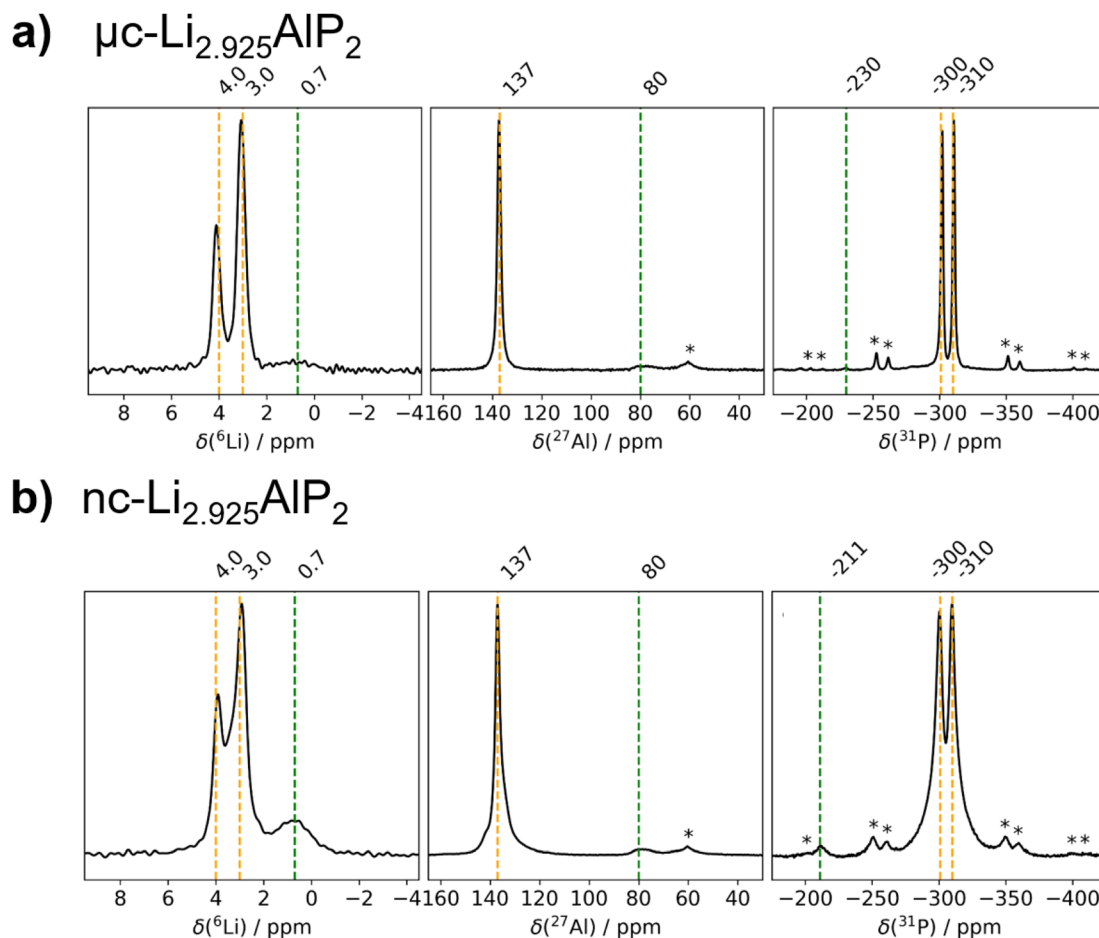 a) μc-Li2.925AlP2
4.0 3.0 0.7 137 80 -230 -300 -310
* * * * * * * * *
8 6 4 2 0 −2 −4 160 140 120 100 80 60 40 −200 −250 −300 −350 −400
δ(6Li) / ppm δ(27Al) / ppm δ(31P) / ppm
b) nc-Li2.925AlP2
4.0 3.0 0.7 137 80 -211 -300 -310
* * * * * * * *
8 6 4 2 0 −2 −4 160 140 120 100 80 60 40 −200 −250 −300 −350 −400
δ(6Li) / ppm δ(27Al) / ppm δ(31P) / ppm